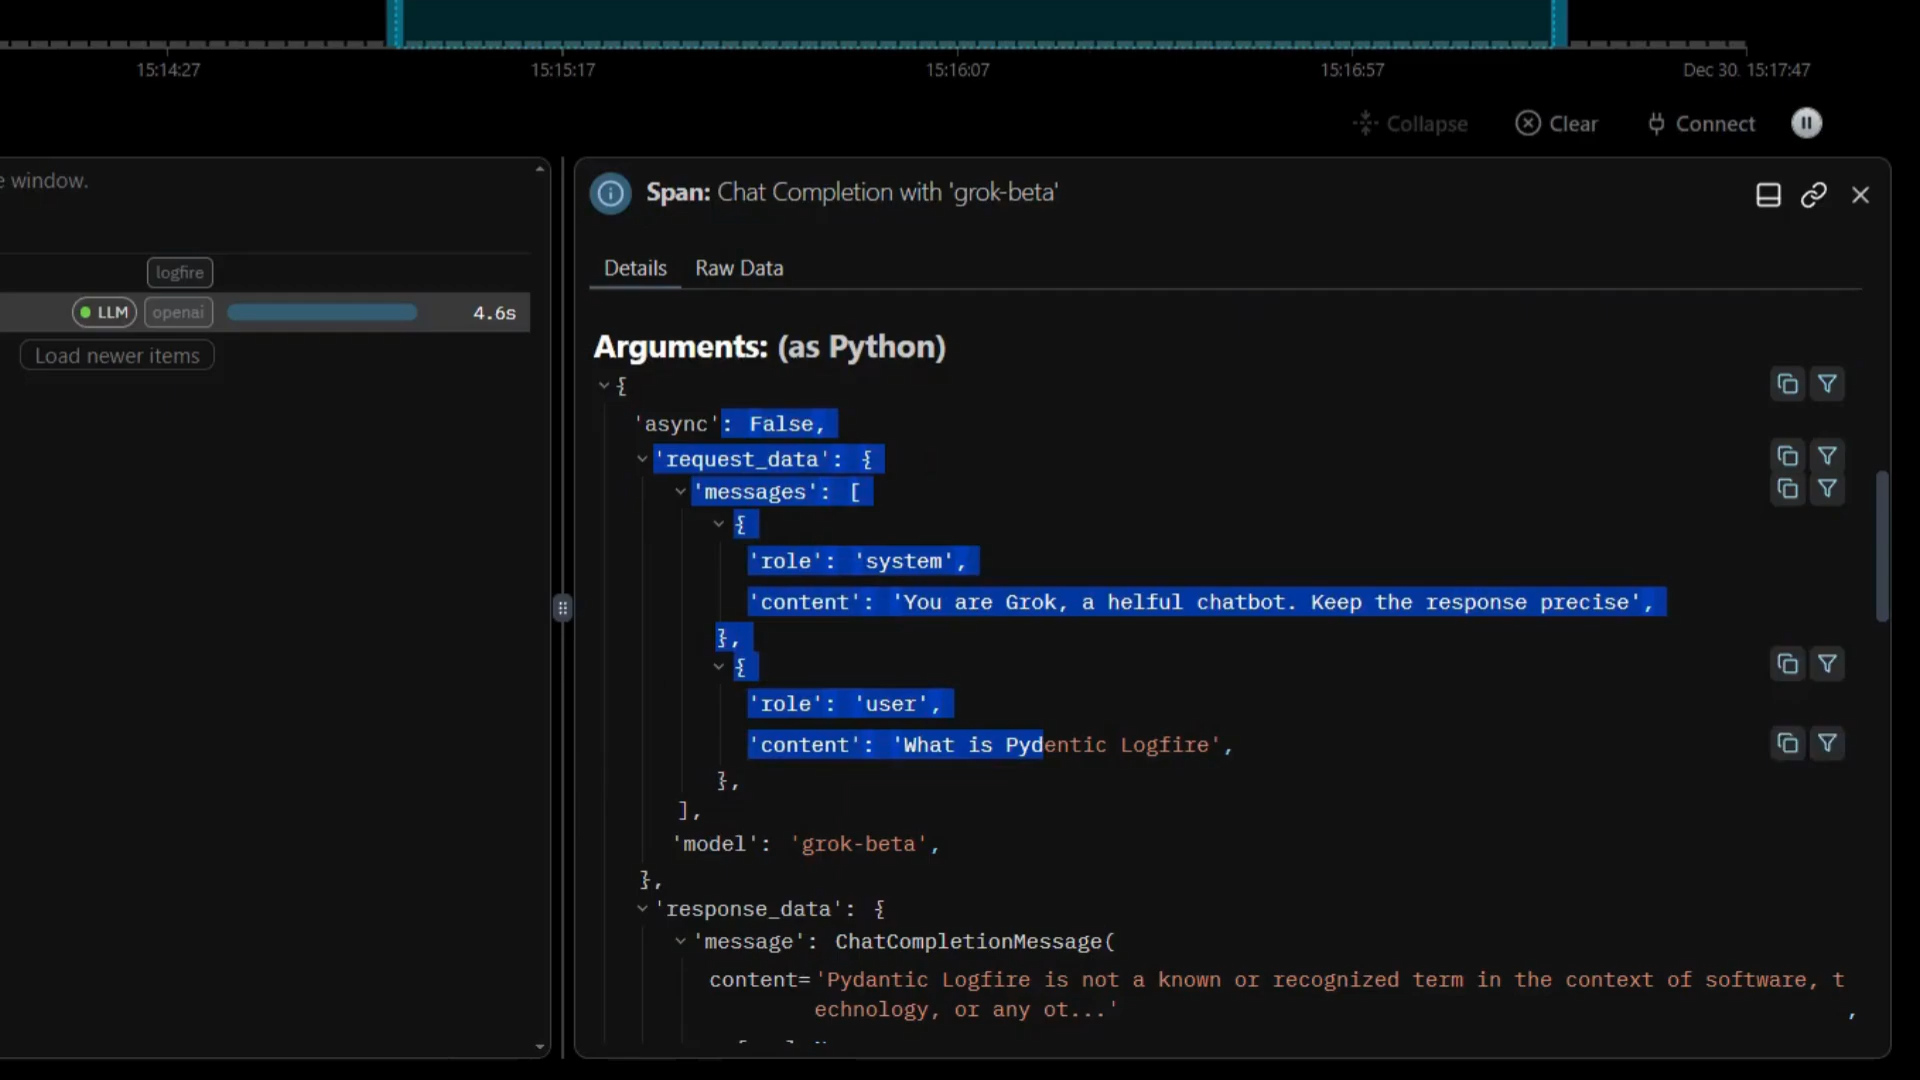 15:14:27
15:15:17
15:16:07
15:16:57
Dec 30, 15:17:47
Collapse
Clear
Connect
e window.
logfire
LLM openai 4.6s
Load newer items
Span: Chat Completion with 'grok-beta'
Details Raw Data
Arguments: (as Python)
{
'async': False,
'request_data': {
'messages': [
{
'role': 'system',
'content': 'You are Grok, a helful chatbot. Keep the response precise',
},
{
'role': 'user',
'content': 'What is Pydentic Logfire',
},
],
'model': 'grok-beta',
},
'response_data': {
'message': ChatCompletionMessage(
content='Pydantic Logfire is not a known or recognized term in the context of software, t
echnology, or any ot...'
,